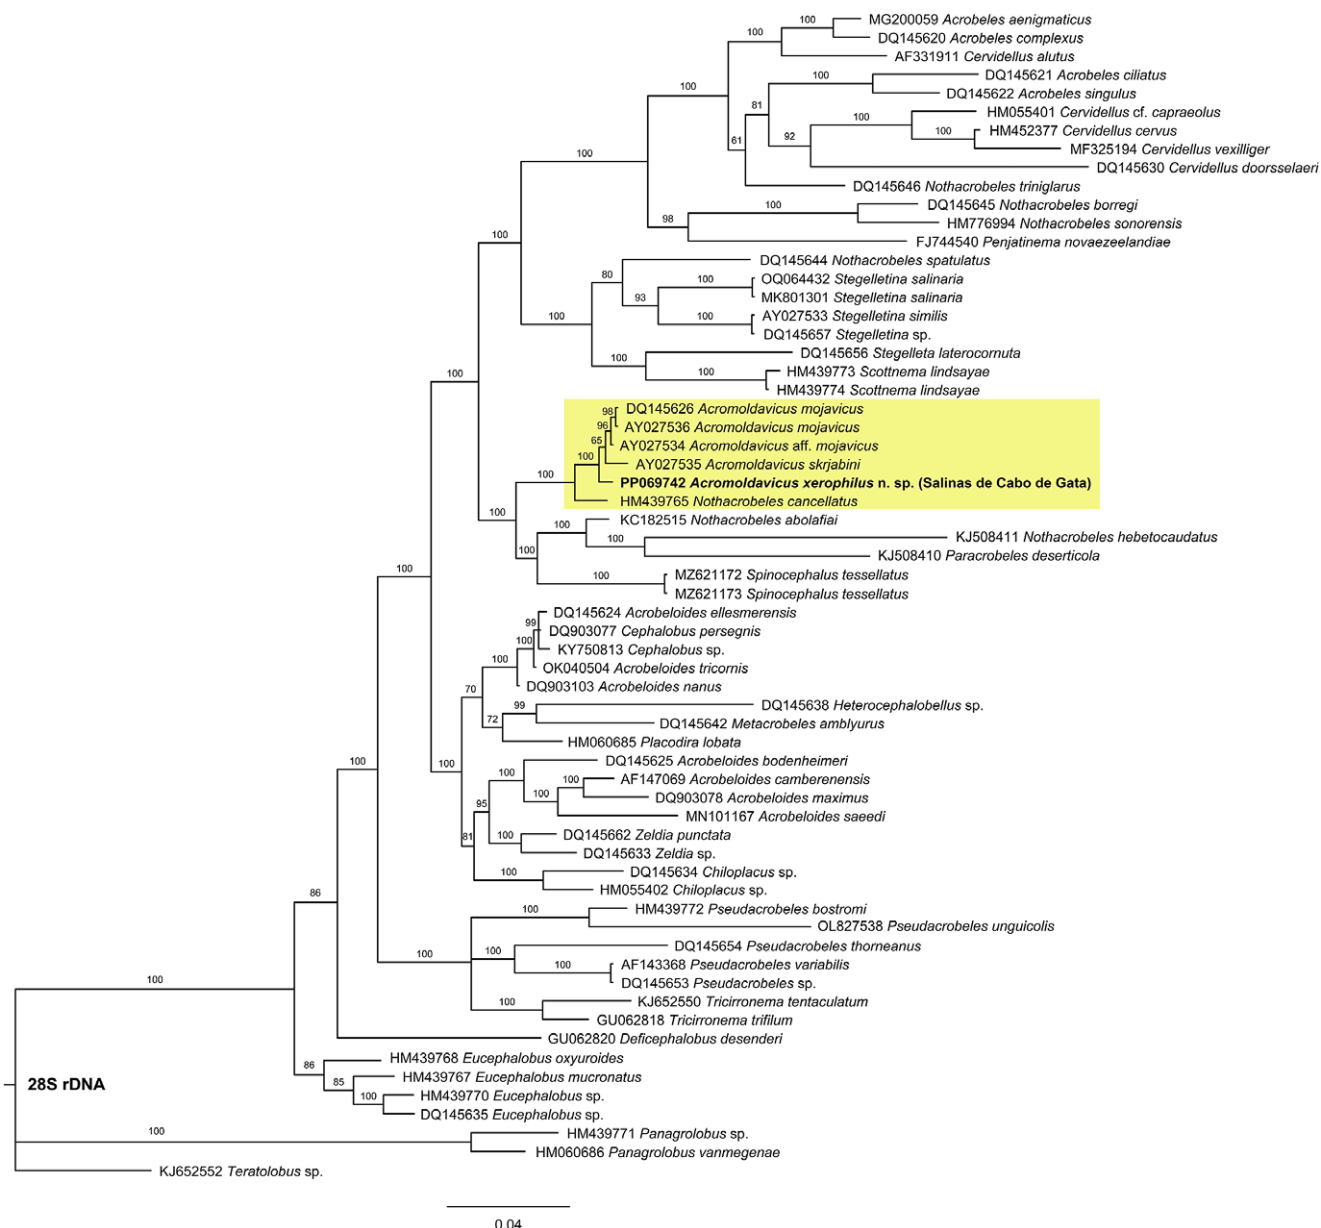 100
MG200059 Acrobeles aenigmaticus
100
DQ145620 Acrobeles complexus
AF331911 Cervidellus alutus
100
100
DQ145621 Acrobeles ciliatus
DQ145622 Acrobeles singulus
81
100
HM055401 Cervidellus cf. capraeolus
100
HM452377 Cervidellus cervus
61
92
MF325194 Cervidellus vexilliger
DQ145630 Cervidellus doorsselaeri
100
DQ145646 Nothacrobeles triniglarus
100
DQ145645 Nothacrobeles borregi
98
HM776994 Nothacrobeles sonorensis
FJ744540 Penjatinema novaezeelandiae
100
DQ145644 Nothacrobeles spatulatus
80
100
OQ064432 Stegelletina salinaria
93
MK801301 Stegelletina salinaria
100
100
AY027533 Stegelletina similis
DQ145657 Stegelletina sp.
DQ145656 Stegelleta laterocornuta
100
100
HM439773 Scottnema lindsayae
100
HM439774 Scottnema lindsayae
98
DQ145626 Acromoldavicus mojavicus
96
AY027536 Acromoldavicus mojavicus
65
AY027534 Acromoldavicus aff. mojavicus
100
AY027535 Acromoldavicus skrjabini
100
PP069742 Acromoldavicus xerophilus n. sp. (Salinas de Cabo de Gata)
HM439765 Nothacrobeles cancellatus
100
100
KC182515 Nothacrobeles abolafiai
100
KJ508411 Nothacrobeles hebetocaudatus
100
KJ508410 Paracrobeles deserticola
100
MZ621172 Spinocephalus tessellatus
100
MZ621173 Spinocephalus tessellatus
DQ145624 Acrobeloides ellesmerensis
99
DQ903077 Cephalobus persegnis
100
KY750813 Cephalobus sp.
100
OK040504 Acrobeloides tricornis
70
DQ903103 Acrobeloides nanus
99
DQ145638 Heterocephalobellus sp.
72
DQ145642 Metacrobeles amblyurus
HM060685 Placodira lobata
100
100
DQ145625 Acrobeloides bodenheimeri
100
100
AF147069 Acrobeloides camberenensis
100
DQ903078 Acrobeloides maximus
95
MN101167 Acrobeloides saeedi
81
100
DQ145662 Zeldia punctata
DQ145633 Zeldia sp.
100
DQ145634 Chiloplacus sp.
HM055402 Chiloplacus sp.
86
100
HM439772 Pseudacrobeles bostromi
OL827538 Pseudacrobeles unguicolis
100
100
DQ145654 Pseudacrobeles thorneanus
100
AF143368 Pseudacrobeles variabilis
DQ145653 Pseudacrobeles sp.
100
100
KJ652550 Tricirronema tentaculatum
GU062818 Tricirronema trifilum
GU062820 Deficephalobus desenderi
86
HM439768 Eucephalobus oxyuroides
28S rDNA
85
HM439767 Eucephalobus mucronatus
100
HM439770 Eucephalobus sp.
DQ145635 Eucephalobus sp.
100
HM439771 Panagrolobus sp.
HM060686 Panagrolobus vanmegenae
KJ652552 Teratolobus sp.
0.04